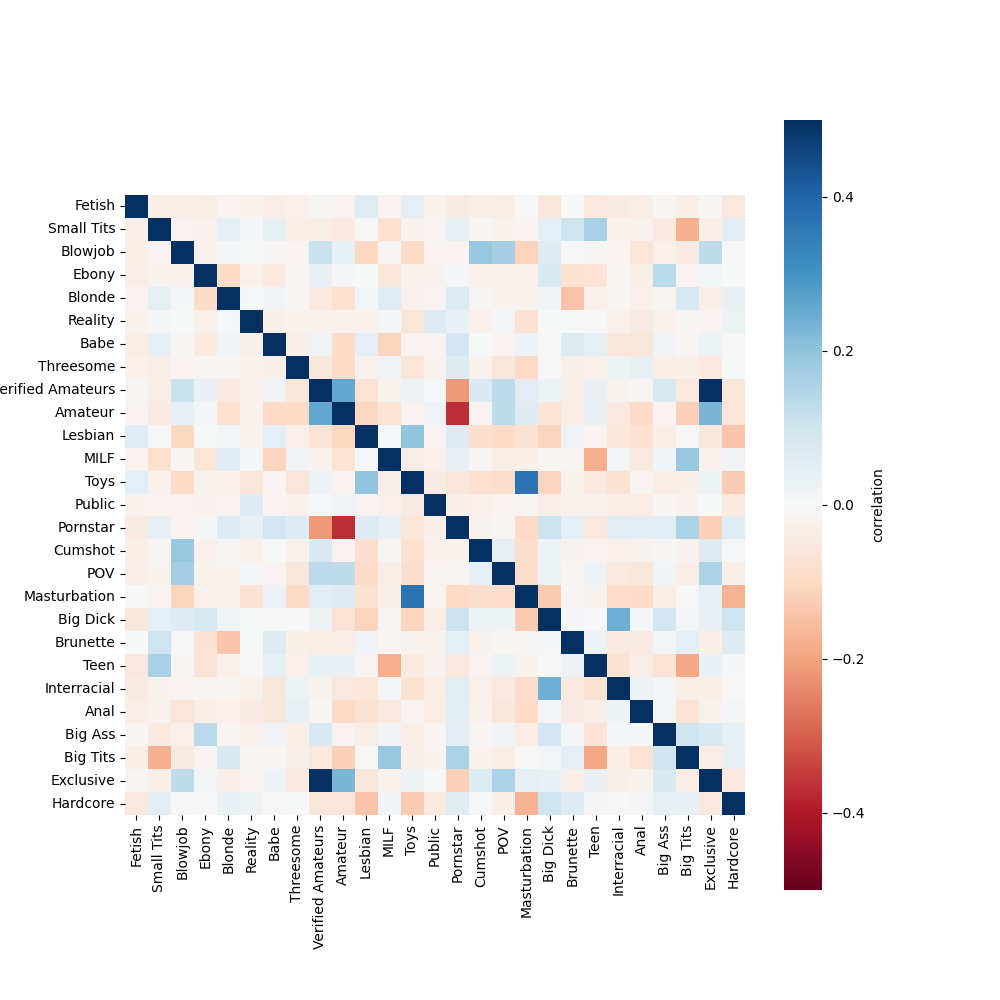 Fetish
Small Tits
Blowjob
Ebony
Blonde
Reality
Babe
Threesome
erified Amateurs
Amateur
Lesbian
MILF
Toys
Public
Pornstar
Cumshot
POV
Masturbation
Big Dick
Brunette
Teen
Interracial
Anal
Big Ass
Big Tits
Exclusive
Hardcore
Fetish
Small Tits
Blowjob
Ebony
Blonde
Reality
Babe
Threesome
Verified Amateurs
Amateur
Lesbian
MILF
Toys
Public
Pornstar
Cumshot
POV
Masturbation
Big Dick
Brunette
Teen
Interracial
Anal
Big Ass
Big Tits
Exclusive
Hardcore
0.4
0.2
0.0
−0.2
−0.4
correlation